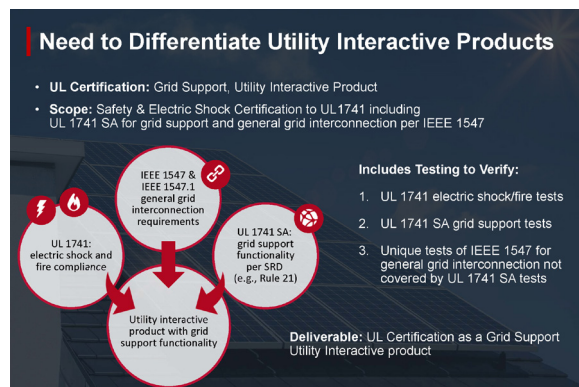 Need to Differentiate Utility Interactive Products
• UL Certification: Grid Support, Utility Interactive Product
• Scope: Safety & Electric Shock Certification to UL1741 including
UL 1741 SA for grid support and general grid interconnection per IEEE 1547
IEEE 1547 &
IEEE 1547.1
general grid
interconnection
requirements
UL 1741:
electric shock and
fire compliance
UL 1741 SA:
grid support
functionality
per SRD
(e.g., Rule 21)
Utility interactive
product with grid
support functionality
Includes Testing to Verify:
1. UL 1741 electric shock/fire tests
2. UL 1741 SA grid support tests
3. Unique tests of IEEE 1547 for
general grid interconnection not
covered by UL 1741 SA tests
Deliverable: UL Certification as a Grid Support
Utility Interactive product